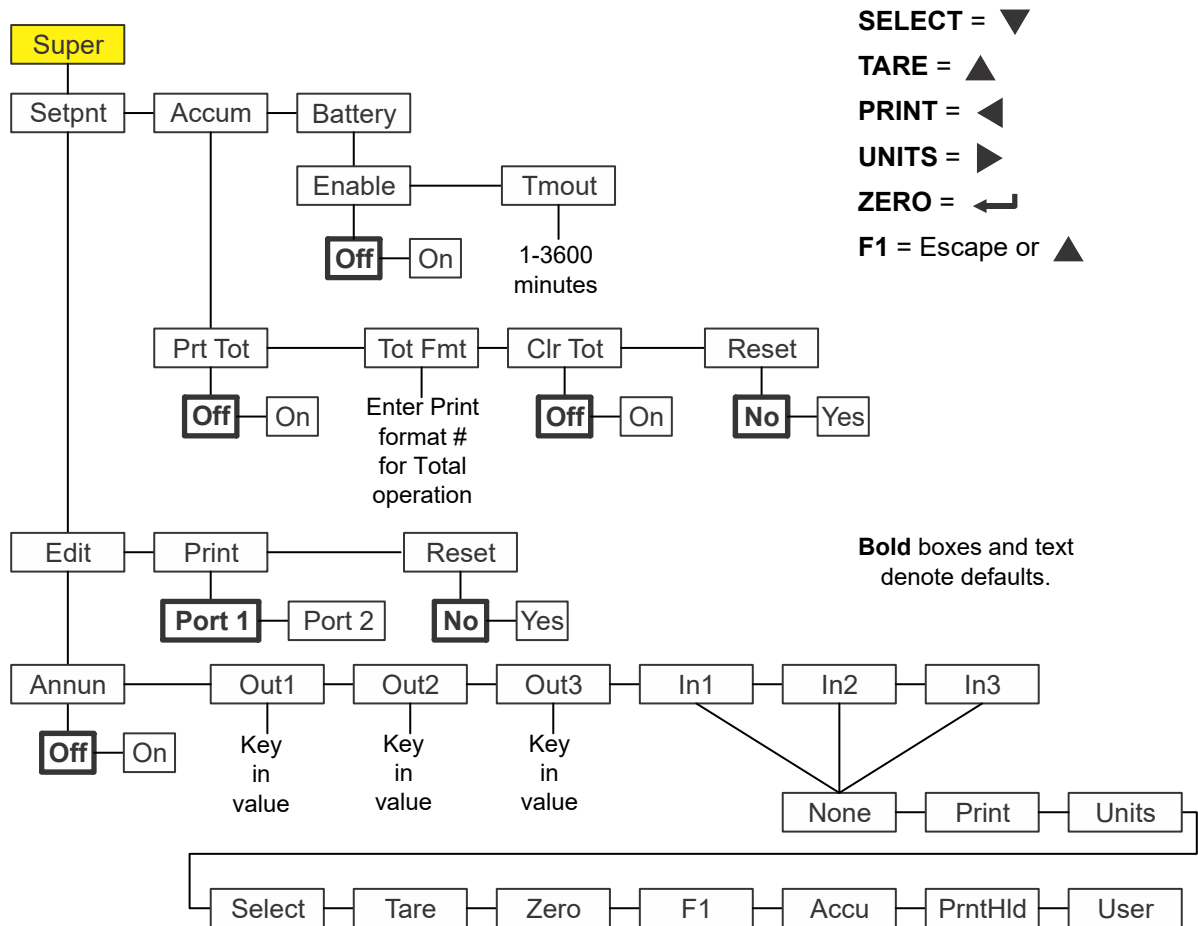 Super
SELECT =
TARE =
PRINT =
UNITS =
ZERO =
F1 = Escape or
Setpnt Accum Battery
Enable Tmout
Off On
1-3600
minutes
Prt Tot Tot Fmt Clr Tot Reset
Off On
Enter Print
format #
for Total
operation
Off On
No Yes
Edit Print Reset
Bold boxes and text
denote defaults.
Port 1 Port 2
No Yes
Annun Out1 Out2 Out3 In1 In2 In3
Off On
Key
in
value
Key
in
value
Key
in
value
None Print Units
Select Tare Zero F1 Accu PrntHld User